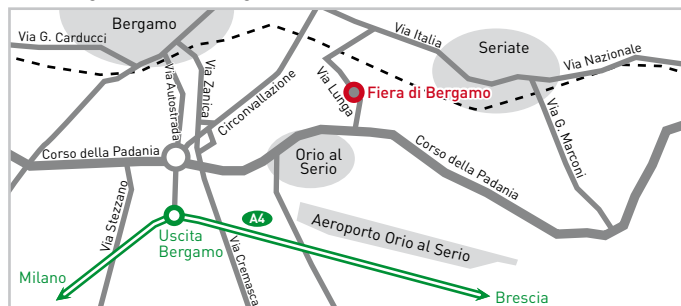 Bergamo
Via G. Carducci
Via Italia
Seriate
Via Nazionale
Via Autostrada
Via Zanica
Circonvallazione
Via Lunga
Fiera di Bergamo
Via G. Marconi
Corso della Padania
Orio al
Serio
Corso della Padania
Via Stezzano
A4
Aeroporto Orio al Serio
Uscita
Bergamo
Via Cremasca
Milano
Brescia